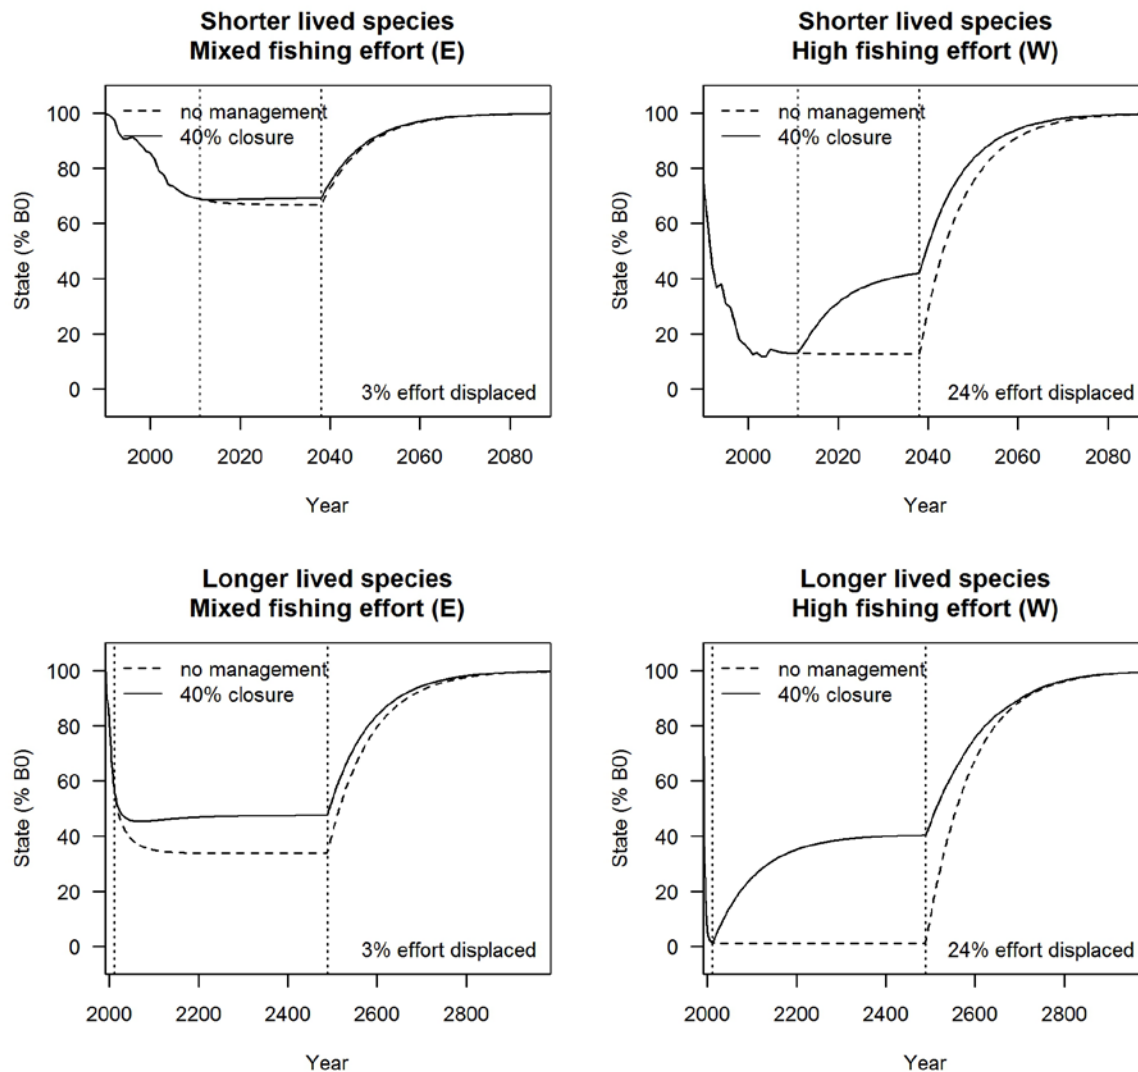 Shorter lived species
Mixed fishing effort (E)
no management
40% closure
100
80
60
40
20
0
State (% B0)
3% effort displaced
2000 2020 2040 2060 2080
Year
Shorter lived species
High fishing effort (W)
no management
40% closure
100
80
60
40
20
0
State (% B0)
24% effort displaced
2000 2020 2040 2060 2080
Year
Longer lived species
Mixed fishing effort (E)
no management
40% closure
100
80
60
40
20
0
State (% B0)
3% effort displaced
2000 2200 2400 2600 2800
Year
Longer lived species
High fishing effort (W)
no management
40% closure
100
80
60
40
20
0
State (% B0)
24% effort displaced
2000 2200 2400 2600 2800
Year